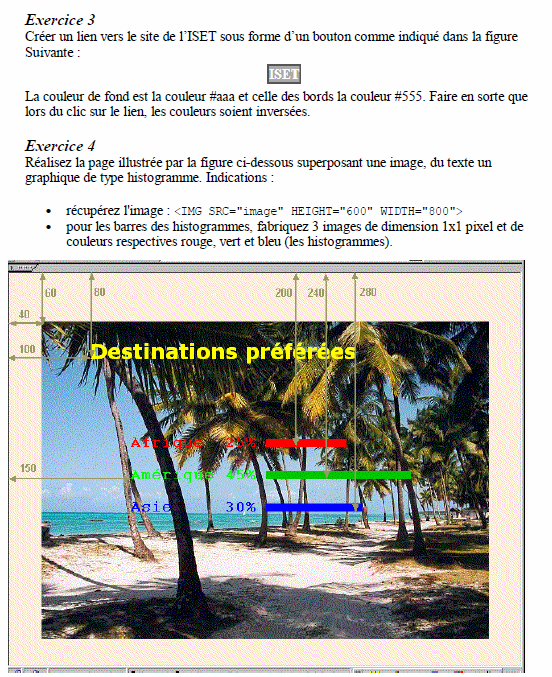 Exercice 3
Créer un lien vers le site de l'ISET sous forme d'un bouton comme indiqué dans la figure
Suivante :
ISET
La couleur de fond est la couleur #aaa et celle des bords la couleur #555. Faire en sorte que
lors du clic sur le lien, les couleurs soient inversées.
Exercice 4
Réalisez la page illustrée par la figure ci-dessous superposant une image, du texte un
graphique de type histogramme. Indications :
• récupérez l'image : <IMG SRC="image" HEIGHT="600" WIDTH="800">
• pour les barres des histogrammes, fabriquez 3 images de dimension 1x1 pixel et de
couleurs respectives rouge, vert et bleu (les histogrammes).
60 80 200 240 280
40
100
Destinations préférées
Afrique 25%
150
Amérique 45%
Asie 30%